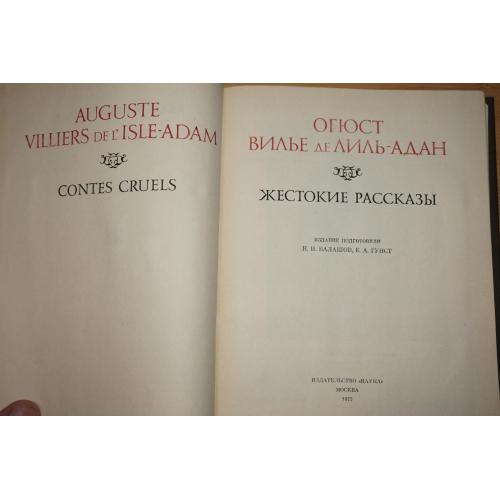 AUGUSTE
VILLIERS DE L'ISLE-ADAM
CONTES CRUELS
ОГЮСТ
ВИЛЬЕ ДЕ ЛИЛЬ-АДАН
ЖЕСТОКИЕ РАССКАЗЫ
ИЗДАНИЕ ПОДГОТОВИЛИ
Н. И. БАЛАШОВ, Е. А. ГУНСТ
ИЗДАТЕЛЬСТВО «НАУКА»
МОСКВА
1975